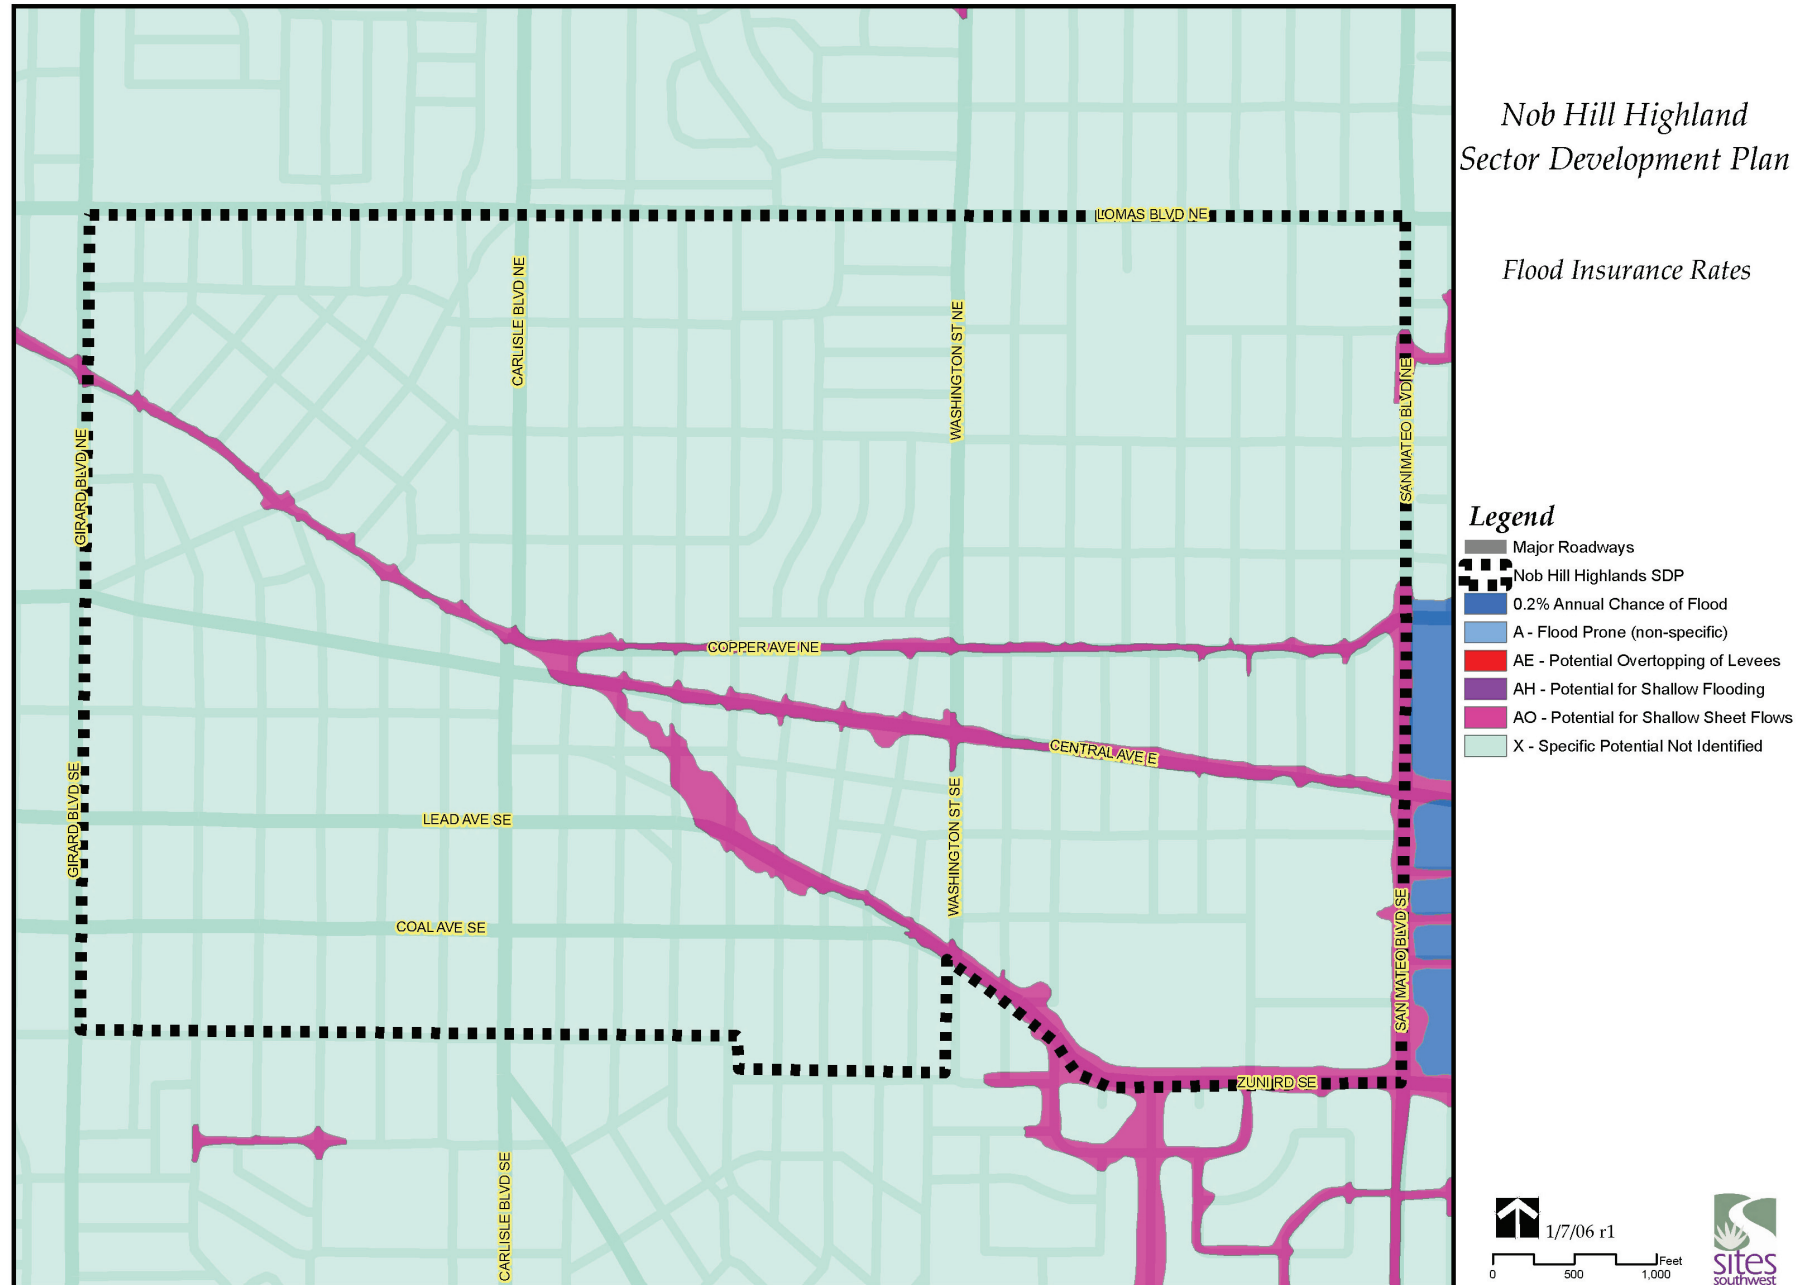 Nob Hill Highland
Sector Development Plan
Flood Insurance Rates
LOMAS BLVD NE
CARLISLE BLVD NE
WASHINGTON ST NE
SAN MATEO BLVD NE
GIRARD BLVD NE
COPPER AVE NE
CENTRAL AVE E
GIRARD BLVD SE
LEAD AVE SE
WASHINGTON ST SE
COAL AVE SE
SAN MATEO BLVD SE
ZUNI RD SE
CARLISLE BLVD SE
Legend
Major Roadways
Nob Hill Highlands SDP
0.2% Annual Chance of Flood
A - Flood Prone (non-specific)
AE - Potential Overtopping of Levees
AH - Potential for Shallow Flooding
AO - Potential for Shallow Sheet Flows
X - Specific Potential Not Identified
1/7/06 r1
Feet
0 500 1,000
sites
southwest